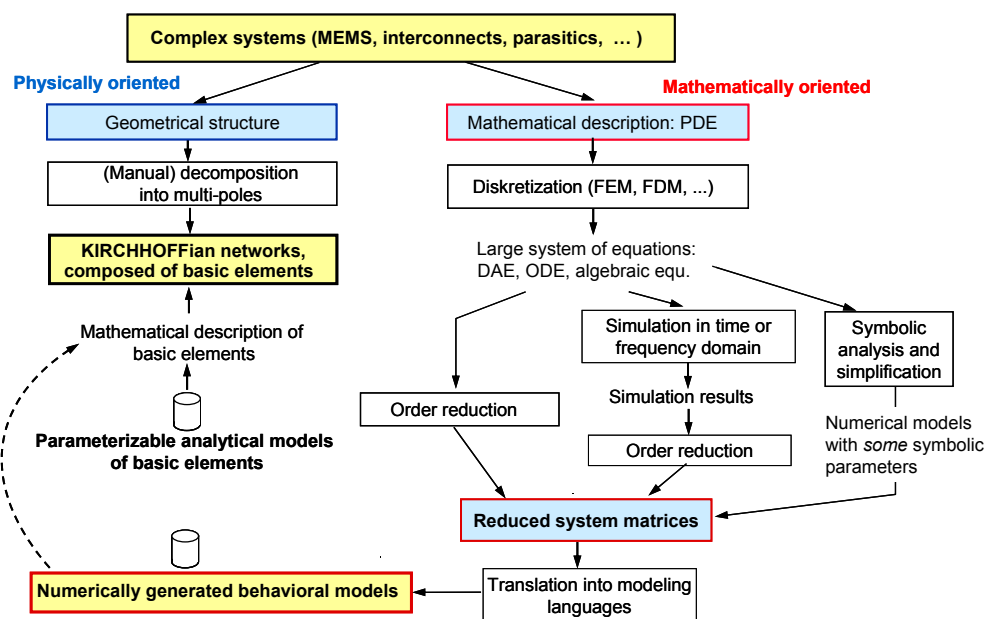 Complex systems (MEMS, interconnects, parasitics, … )
Physically oriented
Mathematically oriented
Geometrical structure
Mathematical description: PDE
(Manual) decomposition
into multi-poles
Diskretization (FEM, FDM, ...)
KIRCHHOFFian networks,
composed of basic elements
Large system of equations:
DAE, ODE, algebraic equ.
Mathematical description of
basic elements
Simulation in time or
frequency domain
Symbolic
analysis and
simplification
Order reduction
Simulation results
Parameterizable analytical models
of basic elements
Numerical models
with some symbolic
parameters
Order reduction
Reduced system matrices
Numerically generated behavioral models
Translation into modeling
languages